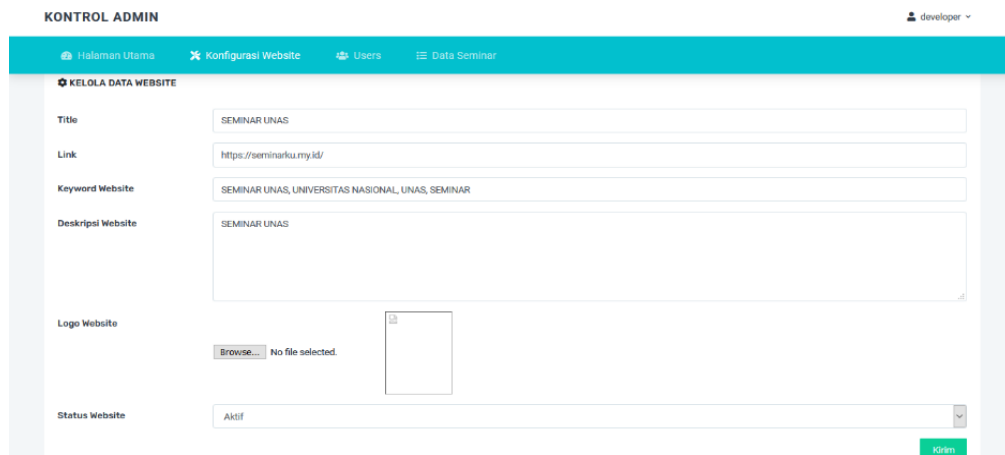 KONTROL ADMIN
developer
Halaman Utama
Konfigurasi Website
Users
Data Seminar
KELOLA DATA WEBSITE
Title
SEMINAR UNAS
Link
https://seminarku.my.id/
Keyword Website
SEMINAR UNAS, UNIVERSITAS NASIONAL, UNAS, SEMINAR
Deskripsi Website
SEMINAR UNAS
Logo Website
Browse... No file selected.
Status Website
Aktif
Kirim